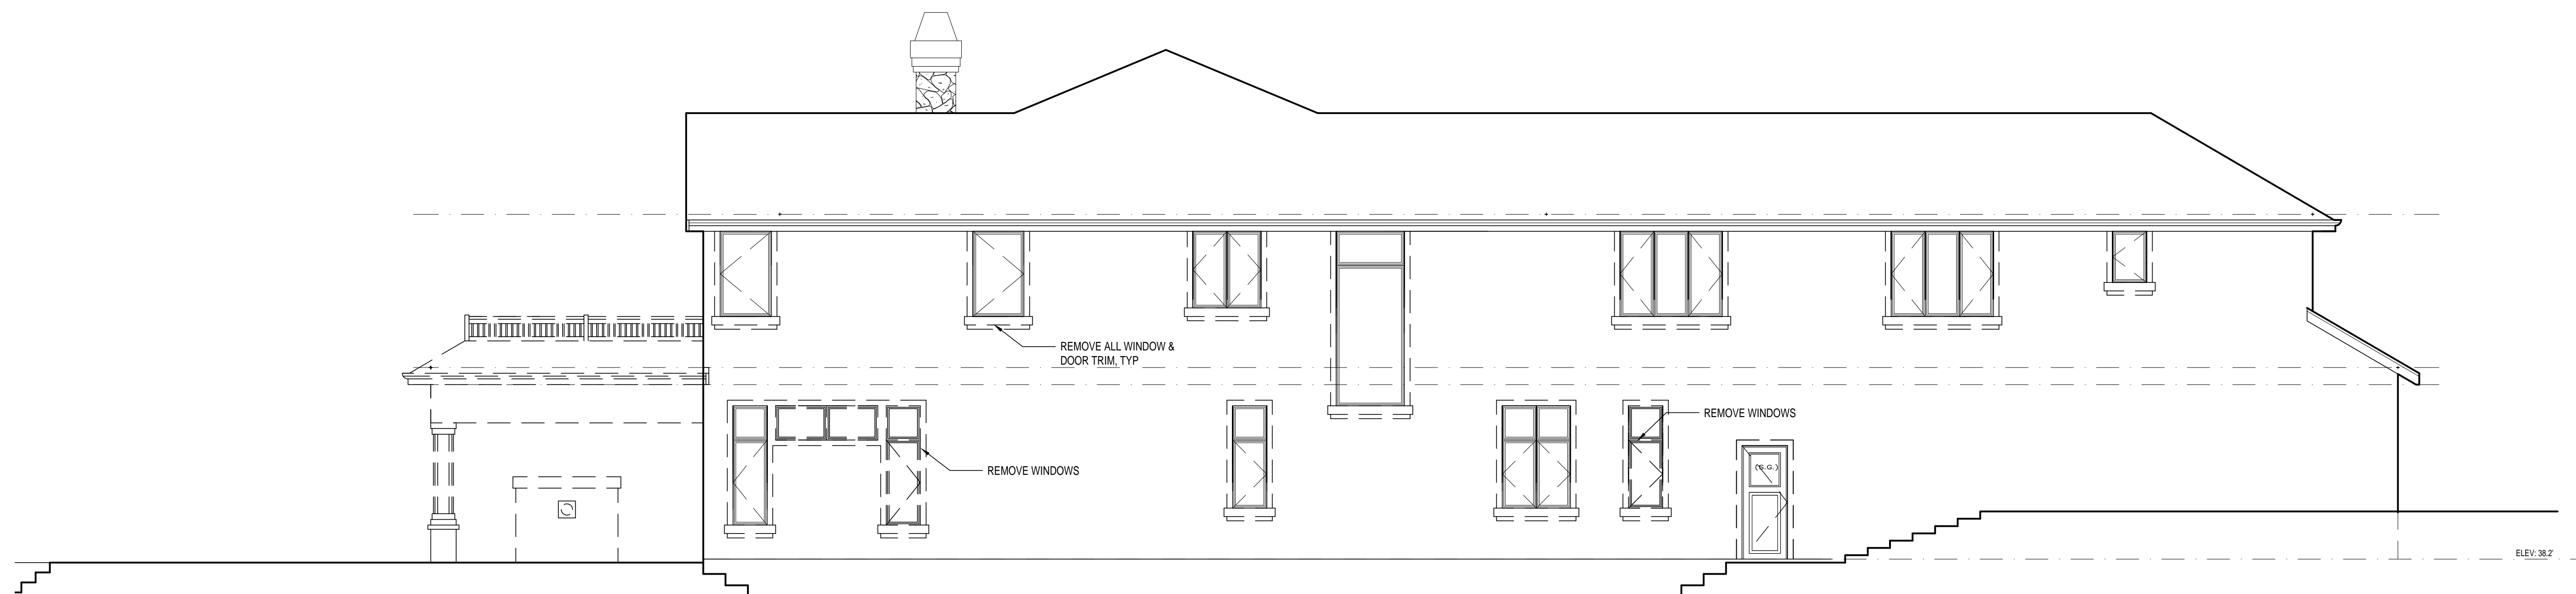 REMOVE ALL WINDOW &
DOOR TRIM, TYP
REMOVE WINDOWS
REMOVE WINDOWS
(S.G.)
ELEV: 38.2'